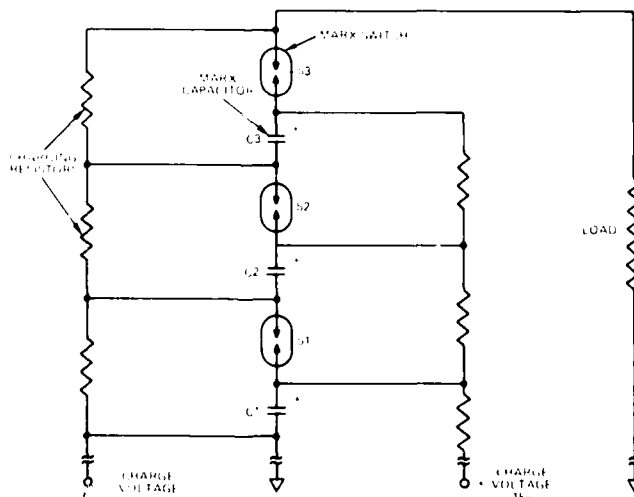 MARX SWITCH
S3
MARX
CAPACITOR
+
C3
CHARGING
RESISTORS
S2
LOAD
+
C2
S1
+
C1
CHARGE
VOLTAGE
CHARGE
+ VOLTAGE